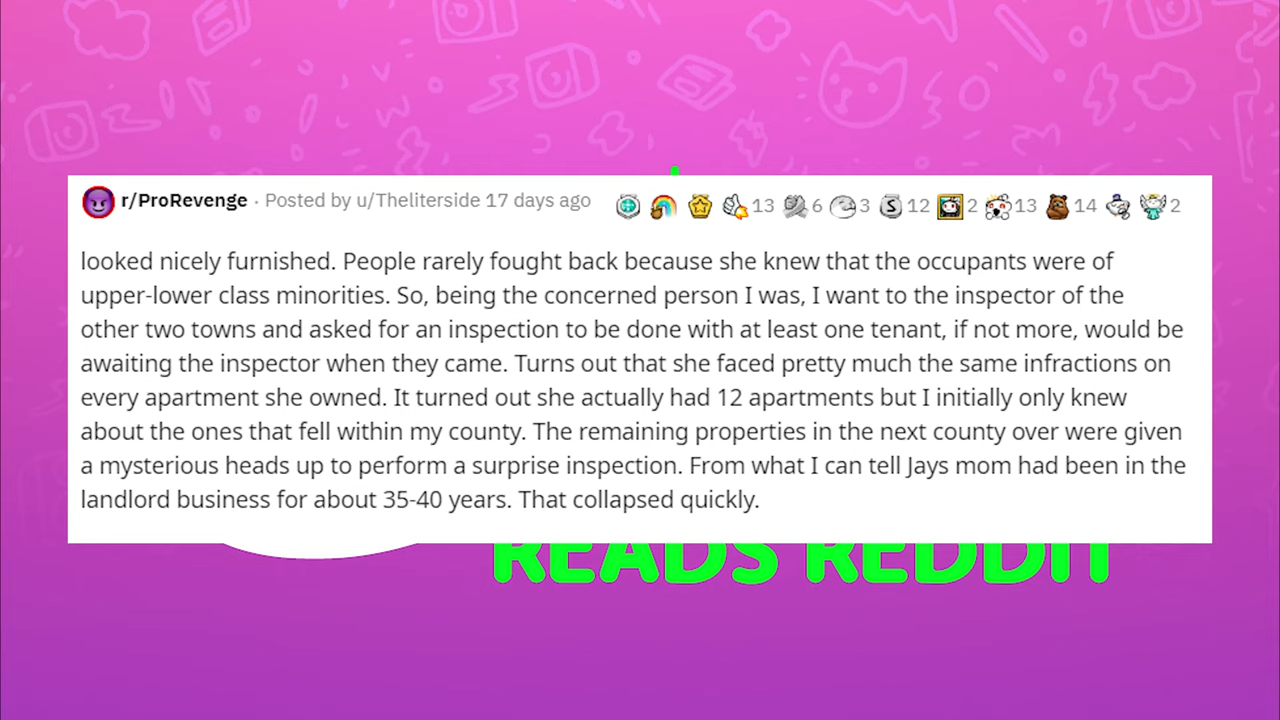 r/ProRevenge · Posted by u/Theliterside 17 days ago 13 6 3 S 12 2 13 14 2
looked nicely furnished. People rarely fought back because she knew that the occupants were of
upper-lower class minorities. So, being the concerned person I was, I want to the inspector of the
other two towns and asked for an inspection to be done with at least one tenant, if not more, would be
awaiting the inspector when they came. Turns out that she faced pretty much the same infractions on
every apartment she owned. It turned out she actually had 12 apartments but I initially only knew
about the ones that fell within my county. The remaining properties in the next county over were given
a mysterious heads up to perform a surprise inspection. From what I can tell Jays mom had been in the
landlord business for about 35-40 years. That collapsed quickly.
READS REDDIT